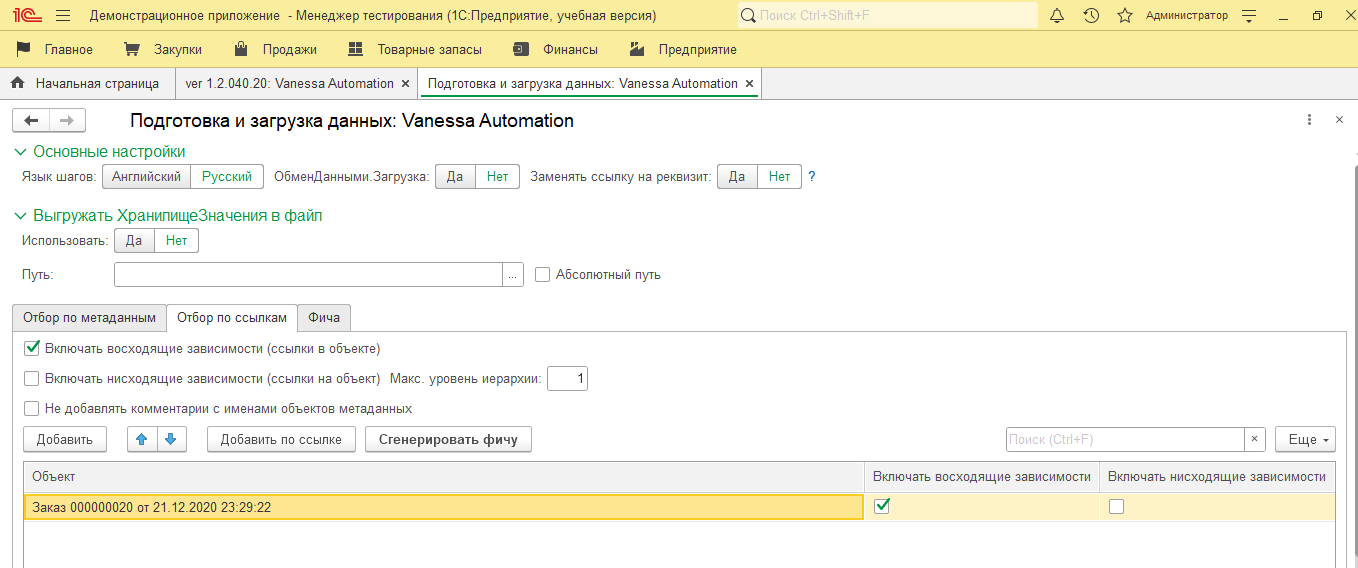 Демонстрационное приложение - Менеджер тестирования (1С:Предприятие, учебная версия) Поиск Ctrl+Shift+F Администратор
Главное Закупки Продажи Товарные запасы Финансы Предприятие
Начальная страница ver 1.2.040.20: Vanessa Automation × Подготовка и загрузка данных: Vanessa Automation ×
Подготовка и загрузка данных: Vanessa Automation
Основные настройки
Язык шагов: Английский Русский ОбменДанными.Загрузка: Да Нет Заменять ссылку на реквизит: Да Нет ?
Выгружать ХранилищеЗначения в файл
Использовать: Да Нет
Путь: ... Абсолютный путь
Отбор по метаданным Отбор по ссылкам Фича
Включать восходящие зависимости (ссылки в объекте)
Включать нисходящие зависимости (ссылки на объект) Макс. уровень иерархии: 1
Не добавлять комментарии с именами объектов метаданных
Добавить Добавить по ссылке Сгенерировать фичу Поиск (Ctrl+F) × Еще
Объект Включать восходящие зависимости Включать нисходящие зависимости
Заказ 000000020 от 21.12.2020 23:29:22